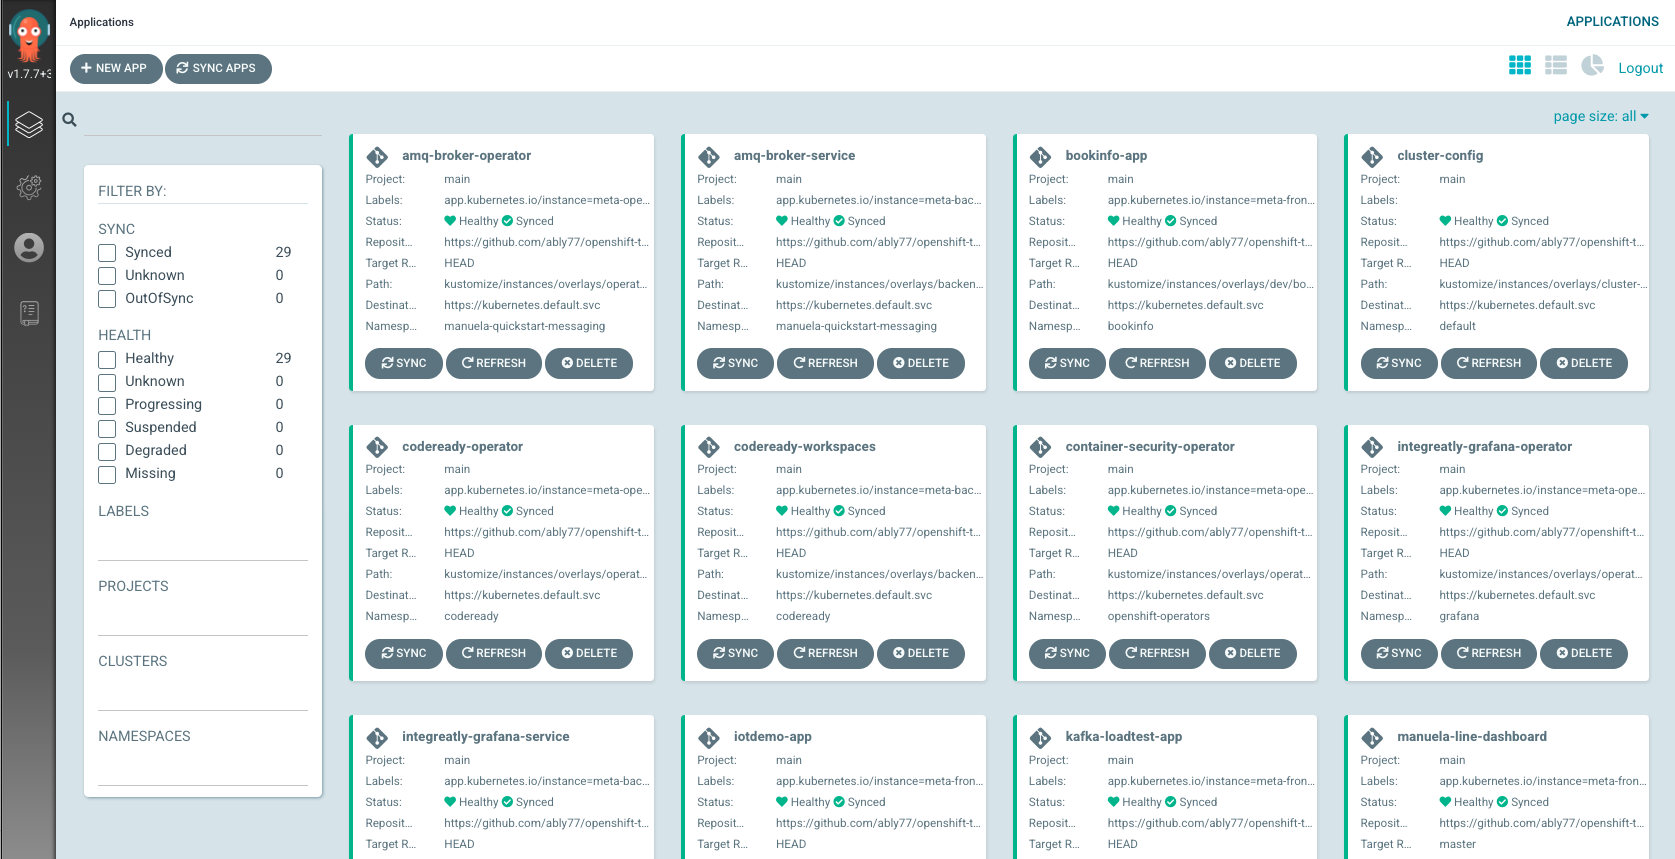 Applications
APPLICATIONS
v1.7.7+3
NEW APP
SYNC APPS
Logout
page size: all
FILTER BY:
SYNC
Synced 29
Unknown 0
OutOfSync 0
HEALTH
Healthy 29
Unknown 0
Progressing 0
Suspended 0
Degraded 0
Missing 0
LABELS
PROJECTS
CLUSTERS
NAMESPACES
amq-broker-operator
Project: main
Labels: app.kubernetes.io/instance=meta-ope...
Status: Healthy Synced
Reposit... https://github.com/ably77/openshift-t...
Target R... HEAD
Path: kustomize/instances/overlays/operat...
Destinat... https://kubernetes.default.svc
Namesp... manuela-quickstart-messaging
SYNC REFRESH DELETE
amq-broker-service
Project: main
Labels: app.kubernetes.io/instance=meta-bac...
Status: Healthy Synced
Reposit... https://github.com/ably77/openshift-t...
Target R... HEAD
Path: kustomize/instances/overlays/backen...
Destinat... https://kubernetes.default.svc
Namesp... manuela-quickstart-messaging
SYNC REFRESH DELETE
bookinfo-app
Project: main
Labels: app.kubernetes.io/instance=meta-fron...
Status: Healthy Synced
Reposit... https://github.com/ably77/openshift-t...
Target R... HEAD
Path: kustomize/instances/overlays/dev/bo...
Destinat... https://kubernetes.default.svc
Namesp... bookinfo
SYNC REFRESH DELETE
cluster-config
Project: main
Labels:
Status: Healthy Synced
Reposit... https://github.com/ably77/openshift-t...
Target R... HEAD
Path: kustomize/instances/overlays/cluster-...
Destinat... https://kubernetes.default.svc
Namesp... default
SYNC REFRESH DELETE
codeready-operator
Project: main
Labels: app.kubernetes.io/instance=meta-ope...
Status: Healthy Synced
Reposit... https://github.com/ably77/openshift-t...
Target R... HEAD
Path: kustomize/instances/overlays/operat...
Destinat... https://kubernetes.default.svc
Namesp... codeready
SYNC REFRESH DELETE
codeready-workspaces
Project: main
Labels: app.kubernetes.io/instance=meta-bac...
Status: Healthy Synced
Reposit... https://github.com/ably77/openshift-t...
Target R... HEAD
Path: kustomize/instances/overlays/backen...
Destinat... https://kubernetes.default.svc
Namesp... codeready
SYNC REFRESH DELETE
container-security-operator
Project: main
Labels: app.kubernetes.io/instance=meta-ope...
Status: Healthy Synced
Reposit... https://github.com/ably77/openshift-t...
Target R... HEAD
Path: kustomize/instances/overlays/operat...
Destinat... https://kubernetes.default.svc
Namesp... openshift-operators
SYNC REFRESH DELETE
integreatly-grafana-operator
Project: main
Labels: app.kubernetes.io/instance=meta-ope...
Status: Healthy Synced
Reposit... https://github.com/ably77/openshift-t...
Target R... HEAD
Path: kustomize/instances/overlays/operat...
Destinat... https://kubernetes.default.svc
Namesp... grafana
SYNC REFRESH DELETE
integreatly-grafana-service
Project: main
Labels: app.kubernetes.io/instance=meta-bac...
Status: Healthy Synced
Reposit... https://github.com/ably77/openshift-t...
Target R... HEAD
iotdemo-app
Project: main
Labels: app.kubernetes.io/instance=meta-fron...
Status: Healthy Synced
Reposit... https://github.com/ably77/openshift-t...
Target R... HEAD
kafka-loadtest-app
Project: main
Labels: app.kubernetes.io/instance=meta-fron...
Status: Healthy Synced
Reposit... https://github.com/ably77/openshift-t...
Target R... HEAD
manuela-line-dashboard
Project: main
Labels: app.kubernetes.io/instance=meta-fron...
Status: Healthy Synced
Reposit... https://github.com/ably77/openshift-t...
Target R... master